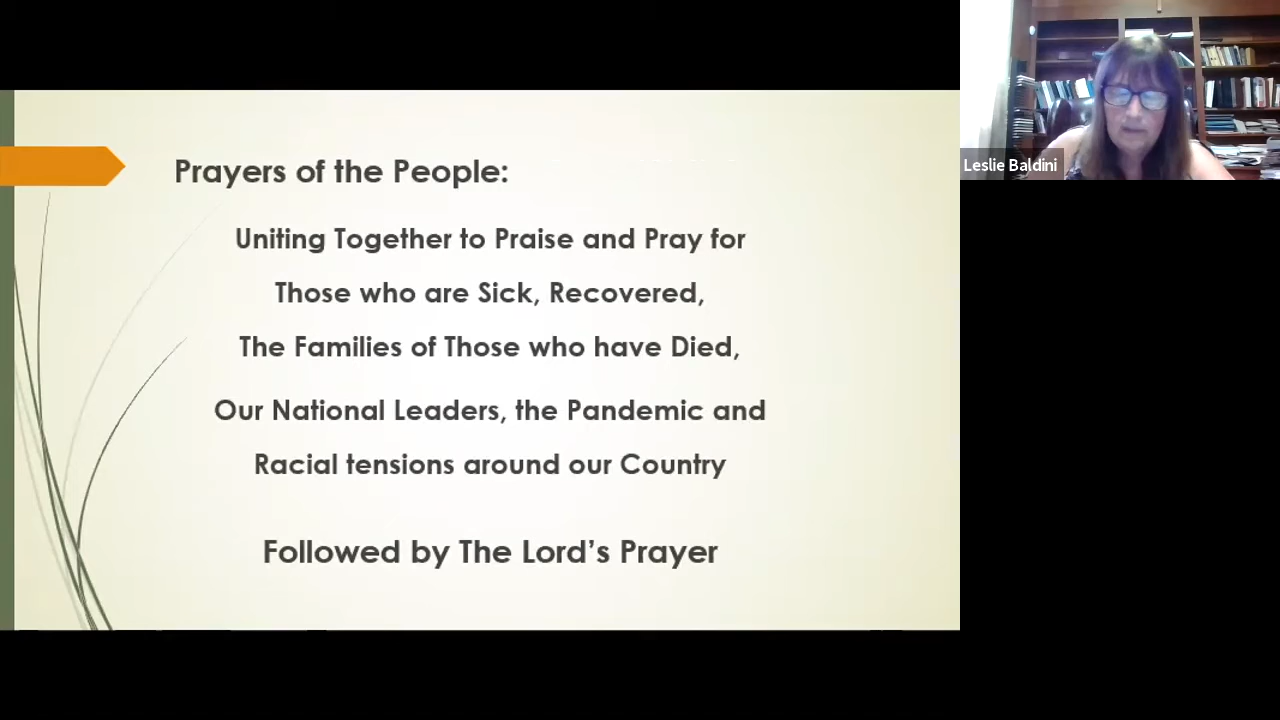 Prayers of the People:
Uniting Together to Praise and Pray for
Those who are Sick, Recovered,
The Families of Those who have Died,
Our National Leaders, the Pandemic and
Racial tensions around our Country
Followed by The Lord’s Prayer
Leslie Baldini